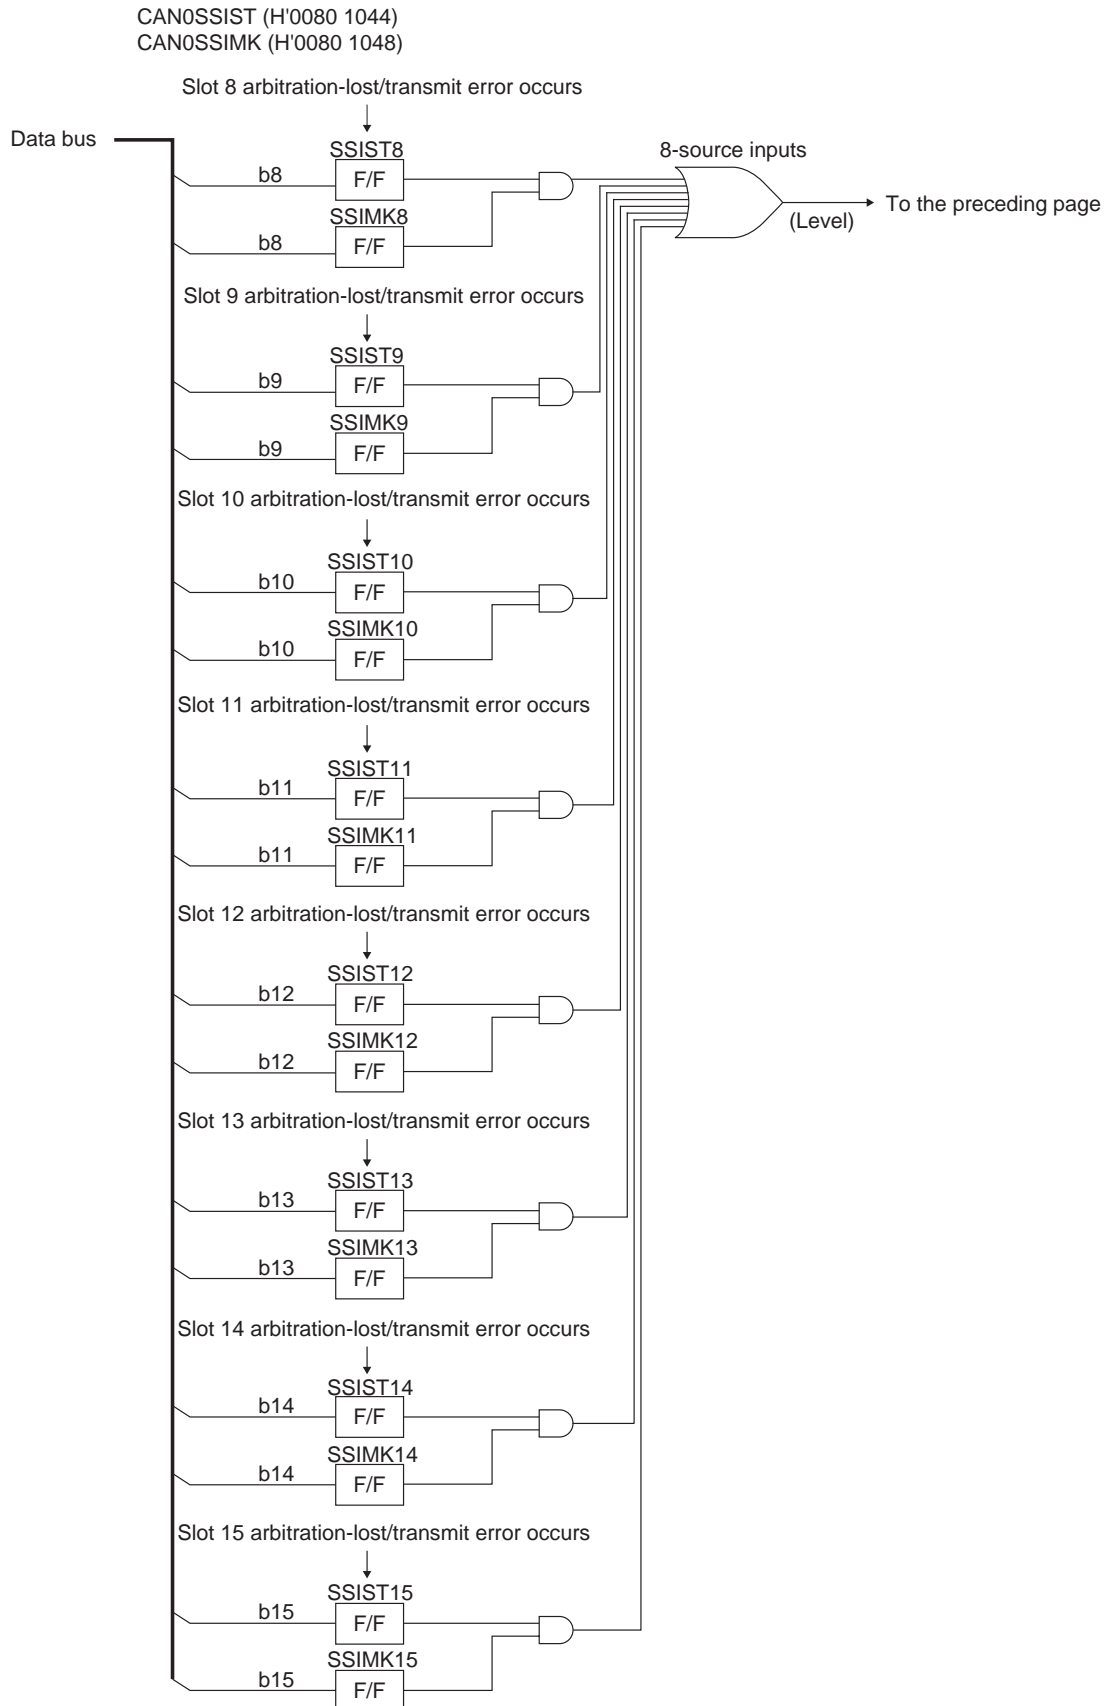 CAN0SSIST (H'0080 1044)
CAN0SSIMK (H'0080 1048)
Slot 8 arbitration-lost/transmit error occurs
Data bus
SSIST8
8-source inputs
b8
F/F
To the preceding page
(Level)
SSIMK8
b8
F/F
Slot 9 arbitration-lost/transmit error occurs
SSIST9
b9
F/F
SSIMK9
b9
F/F
Slot 10 arbitration-lost/transmit error occurs
SSIST10
b10
F/F
SSIMK10
b10
F/F
Slot 11 arbitration-lost/transmit error occurs
SSIST11
b11
F/F
SSIMK11
b11
F/F
Slot 12 arbitration-lost/transmit error occurs
SSIST12
b12
F/F
SSIMK12
b12
F/F
Slot 13 arbitration-lost/transmit error occurs
SSIST13
b13
F/F
SSIMK13
b13
F/F
Slot 14 arbitration-lost/transmit error occurs
SSIST14
b14
F/F
SSIMK14
b14
F/F
Slot 15 arbitration-lost/transmit error occurs
SSIST15
b15
F/F
SSIMK15
b15
F/F